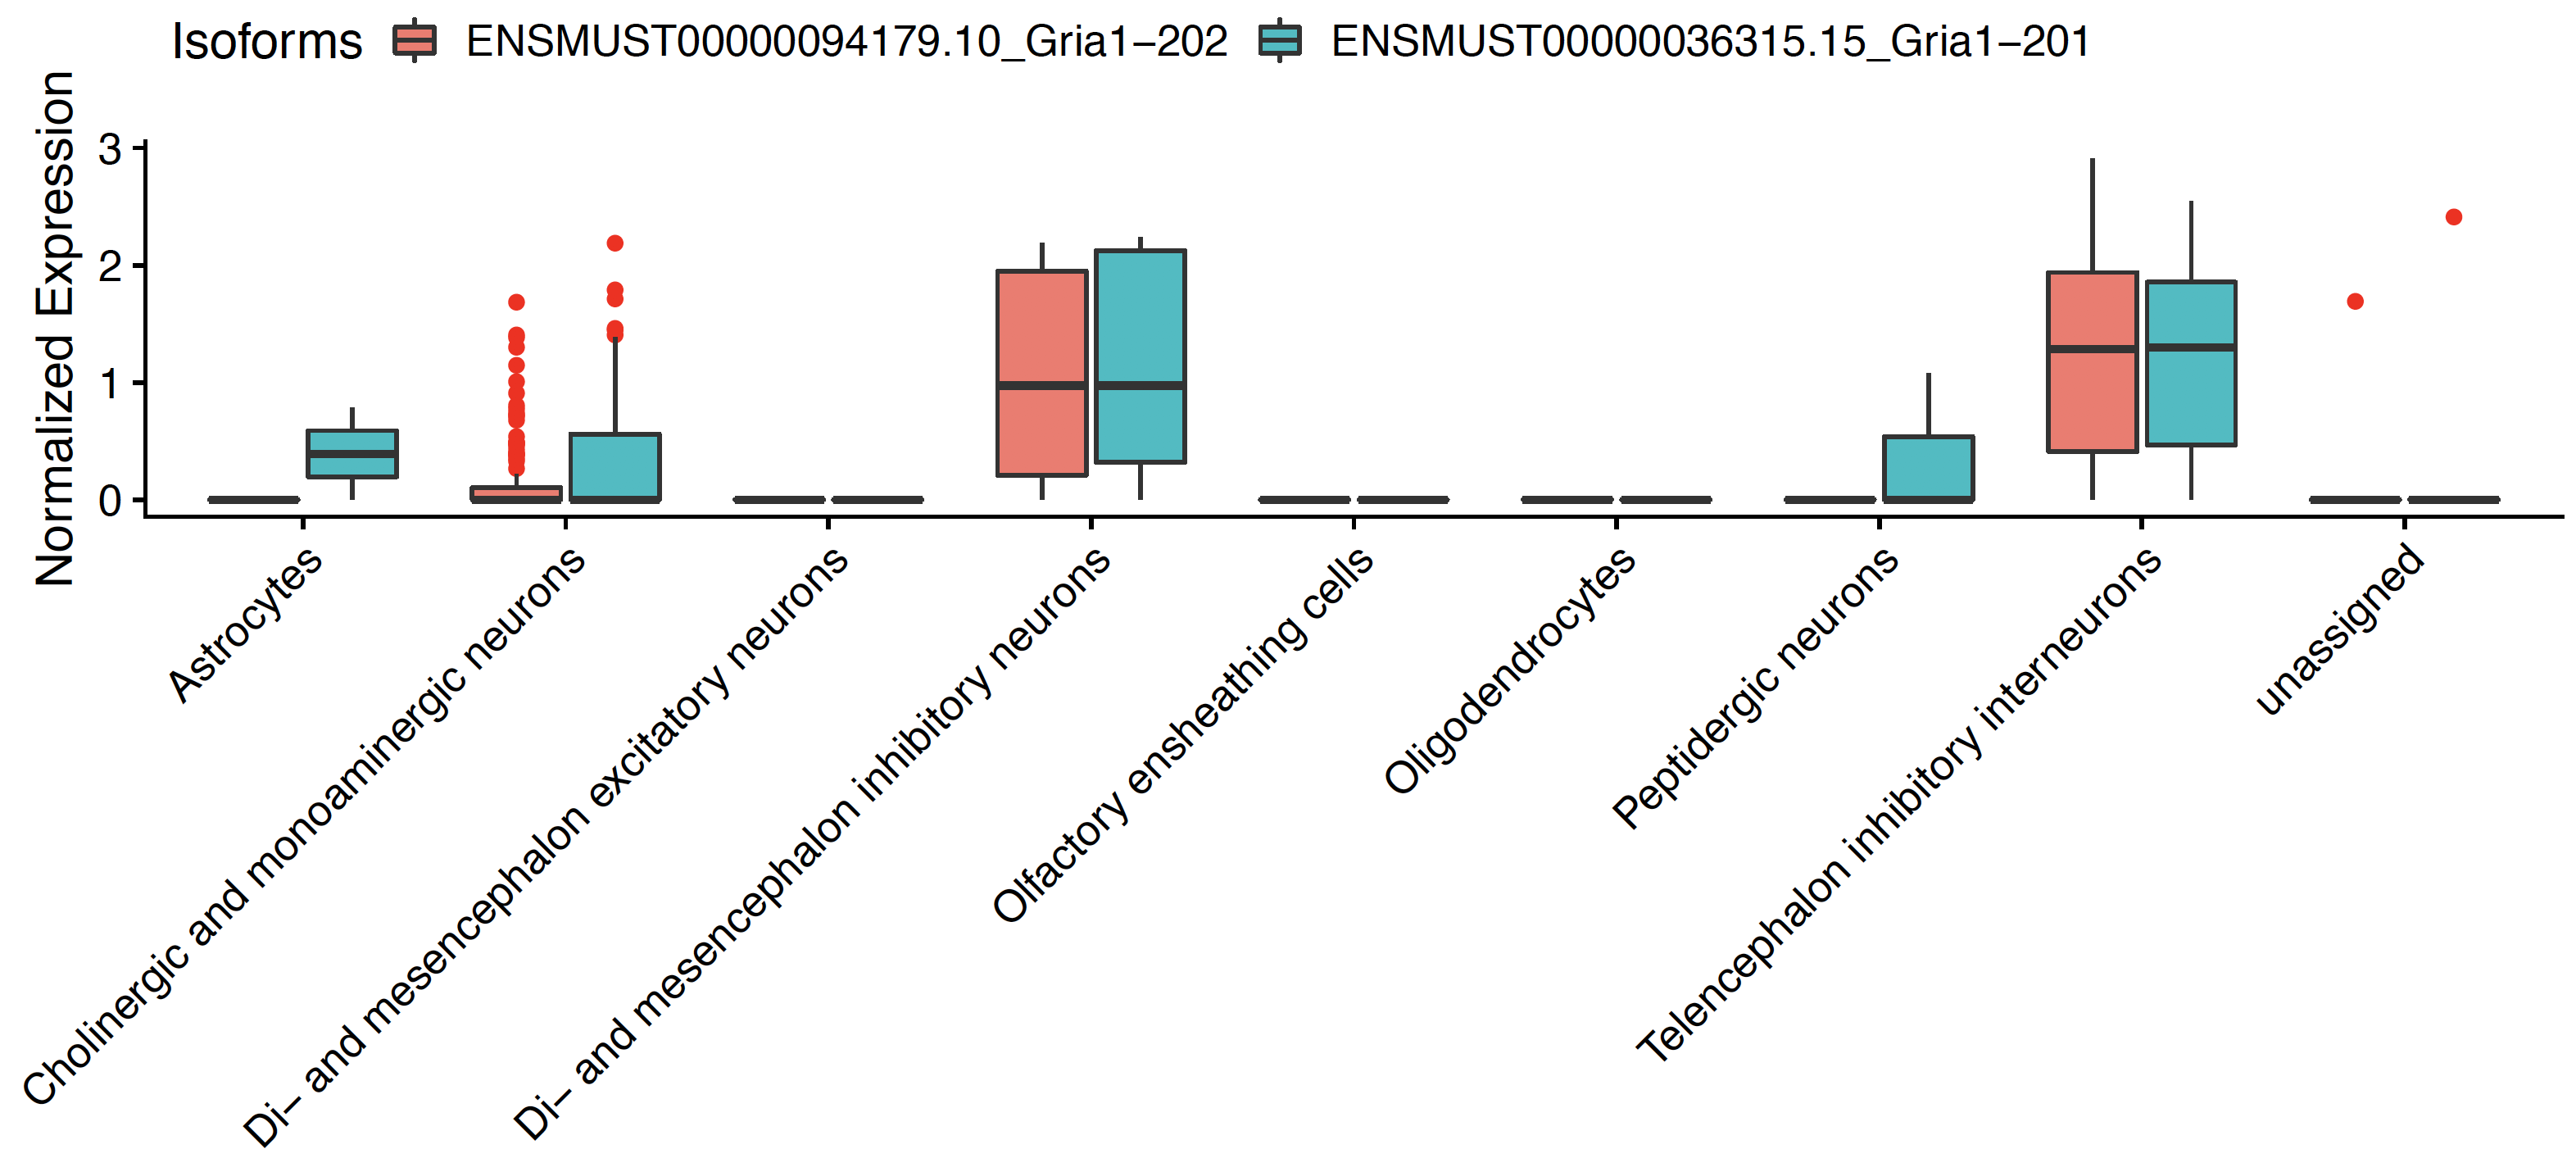 Isoforms ENSMUST00000094179.10_Gria1−202 ENSMUST00000036315.15_Gria1−201
Normalized Expression
3
2
1
0
Astrocytes
Cholinergic and monoaminergic neurons
Di− and mesencephalon excitatory neurons
Di− and mesencephalon inhibitory neurons
Olfactory ensheathing cells
Oligodendrocytes
Peptidergic neurons
Telencephalon inhibitory interneurons
unassigned